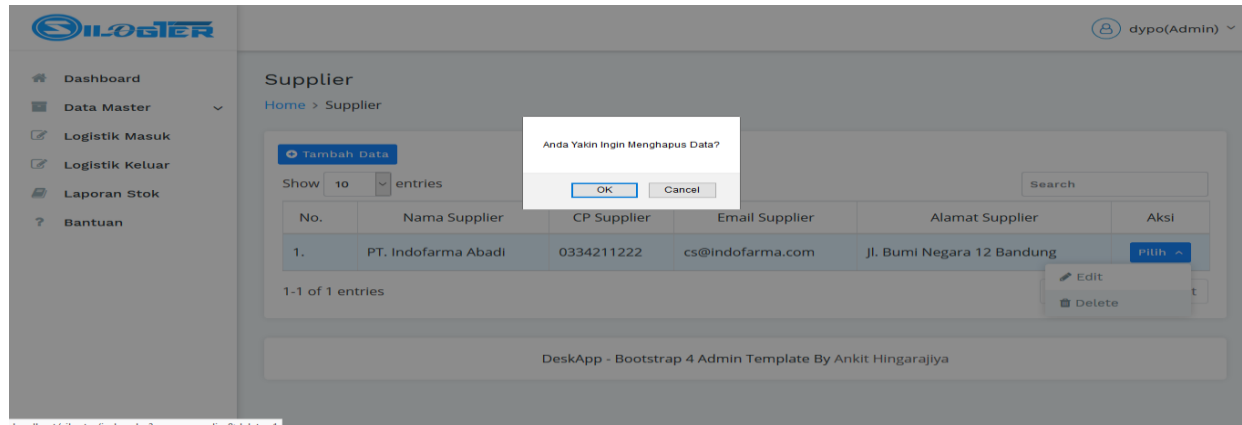 SILOGTER
dypo(Admin)
Dashboard
Data Master
Logistik Masuk
Logistik Keluar
Laporan Stok
? Bantuan
Supplier
Home > Supplier
Anda Yakin Ingin Menghapus Data?
OK Cancel
Tambah Data
Show 10 entries
Search
No. Nama Supplier CP Supplier Email Supplier Alamat Supplier Aksi
1. PT. Indofarma Abadi 0334211222 cs@indofarma.com Jl. Bumi Negara 12 Bandung Pilih
Edit
Delete
1-1 of 1 entries
DeskApp - Bootstrap 4 Admin Template By Ankit Hingarajiya